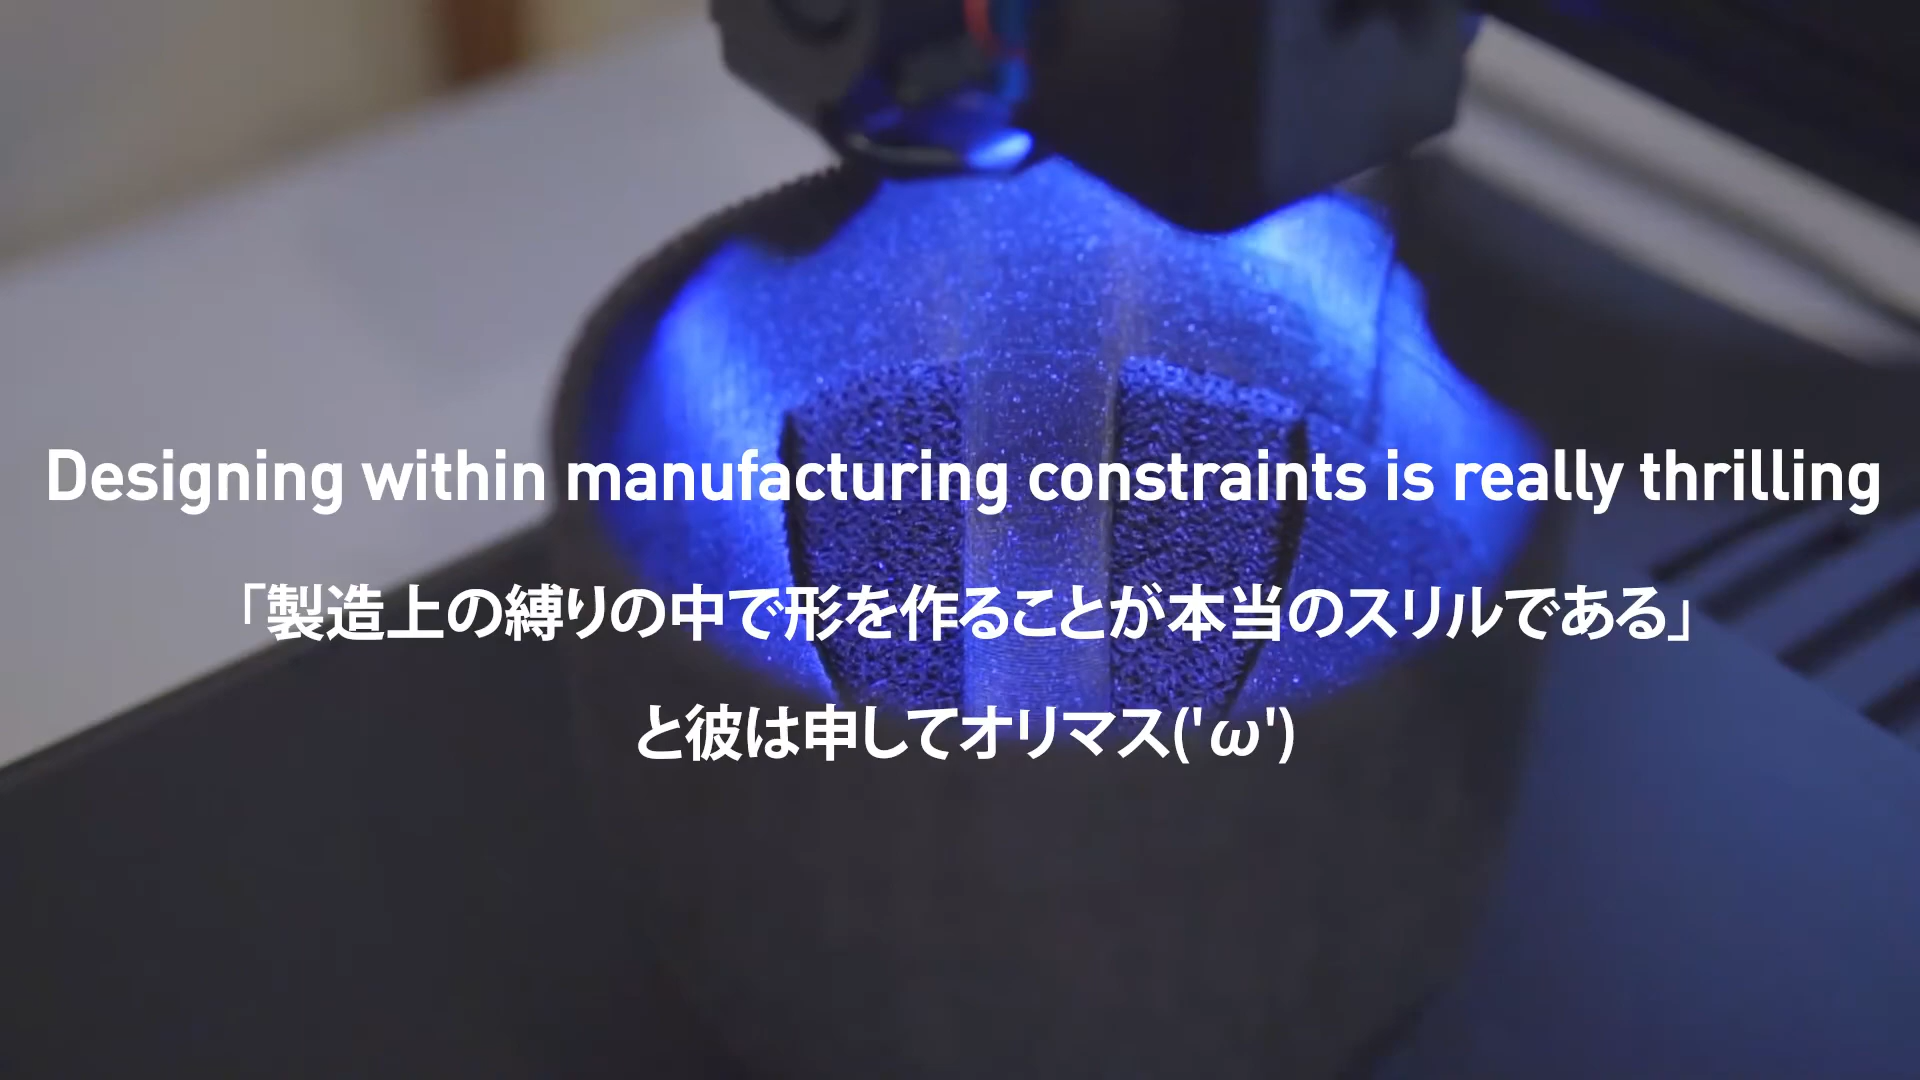 Designing within manufacturing constraints is really thrilling
「製造上の縛りの中で形を作ることが本当のスリルである」
と彼は申してオリマス('ω')